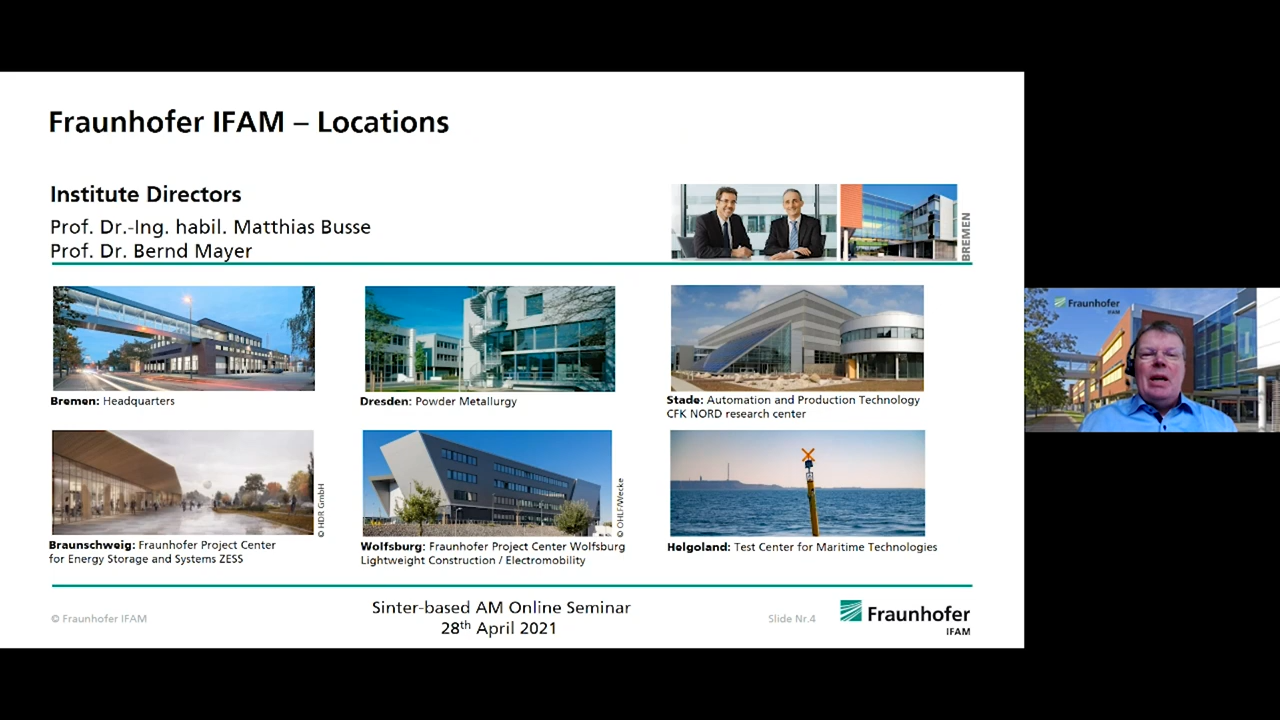 Fraunhofer IFAM – Locations
Institute Directors
Prof. Dr.-Ing. habil. Matthias Busse
Prof. Dr. Bernd Mayer
BREMEN
Bremen: Headquarters
Dresden: Powder Metallurgy
Stade: Automation and Production Technology
CFK NORD research center
© HDR GmbH
© OHLF/Wecke
Braunschweig: Fraunhofer Project Center
for Energy Storage and Systems ZESS
Wolfsburg: Fraunhofer Project Center Wolfsburg
Lightweight Construction / Electromobility
Helgoland: Test Center for Maritime Technologies
© Fraunhofer IFAM
Sinter-based AM Online Seminar
28th April 2021
Slide Nr.4
Fraunhofer
IFAM
Fraunhofer
IFAM